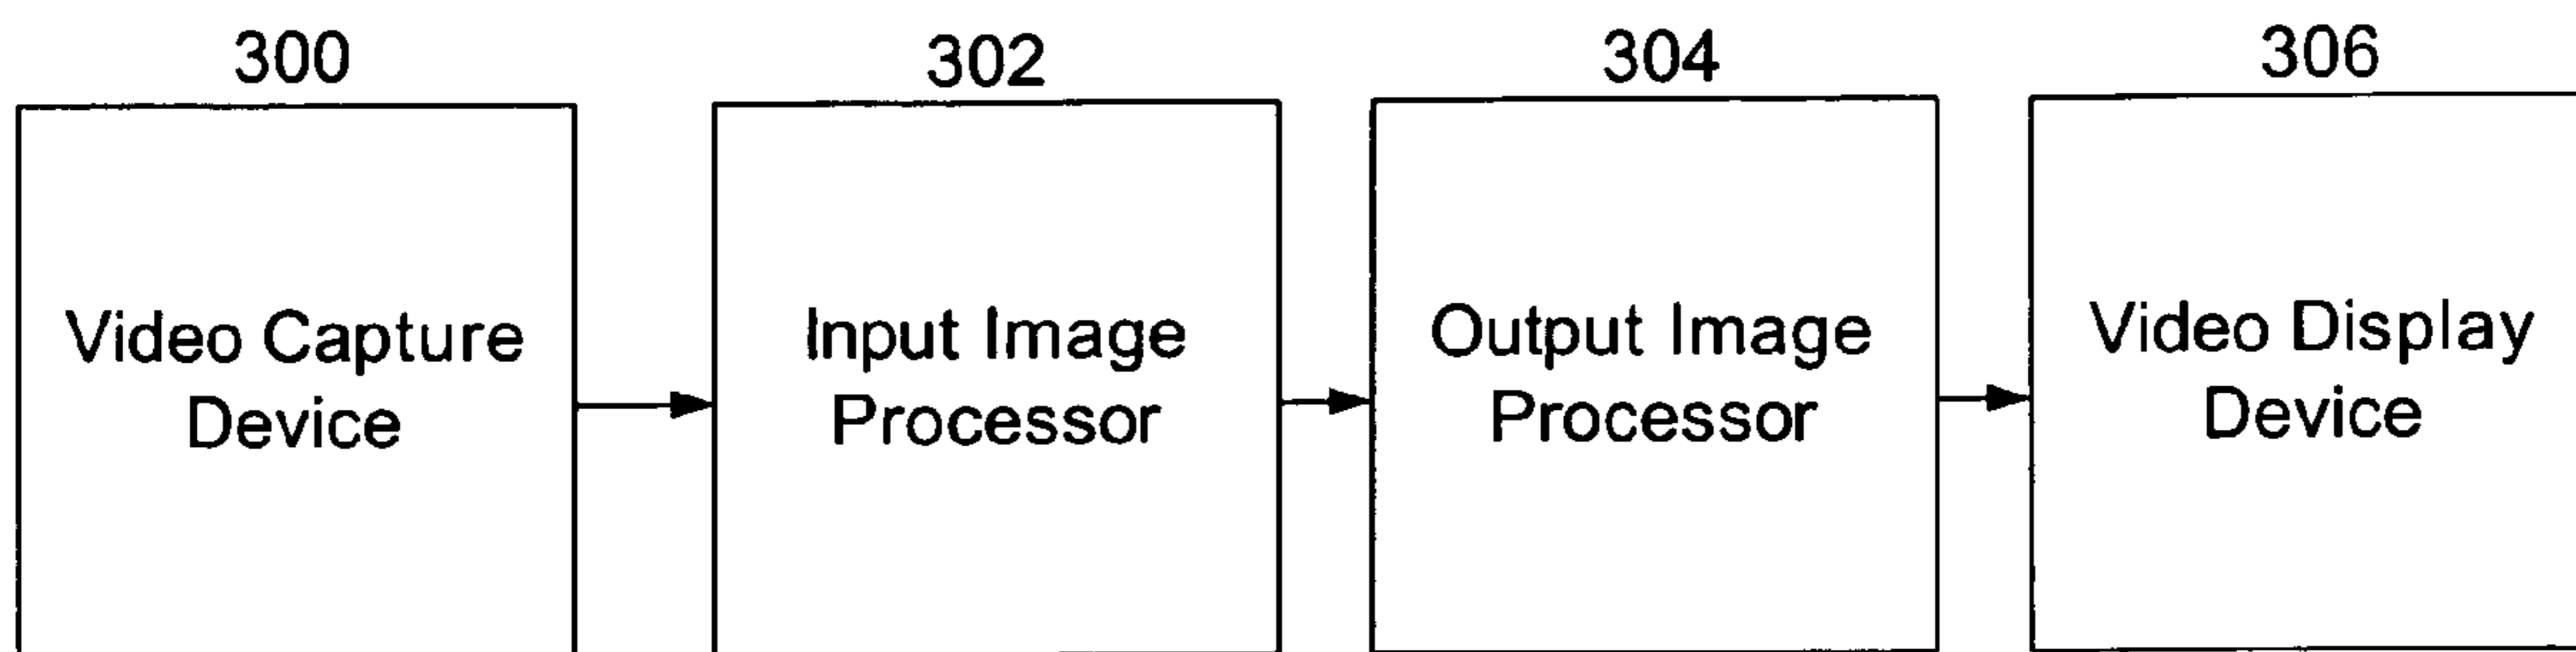 300
302
304
306
Video Capture
Device
Input Image
Processor
Output Image
Processor
Video Display
Device